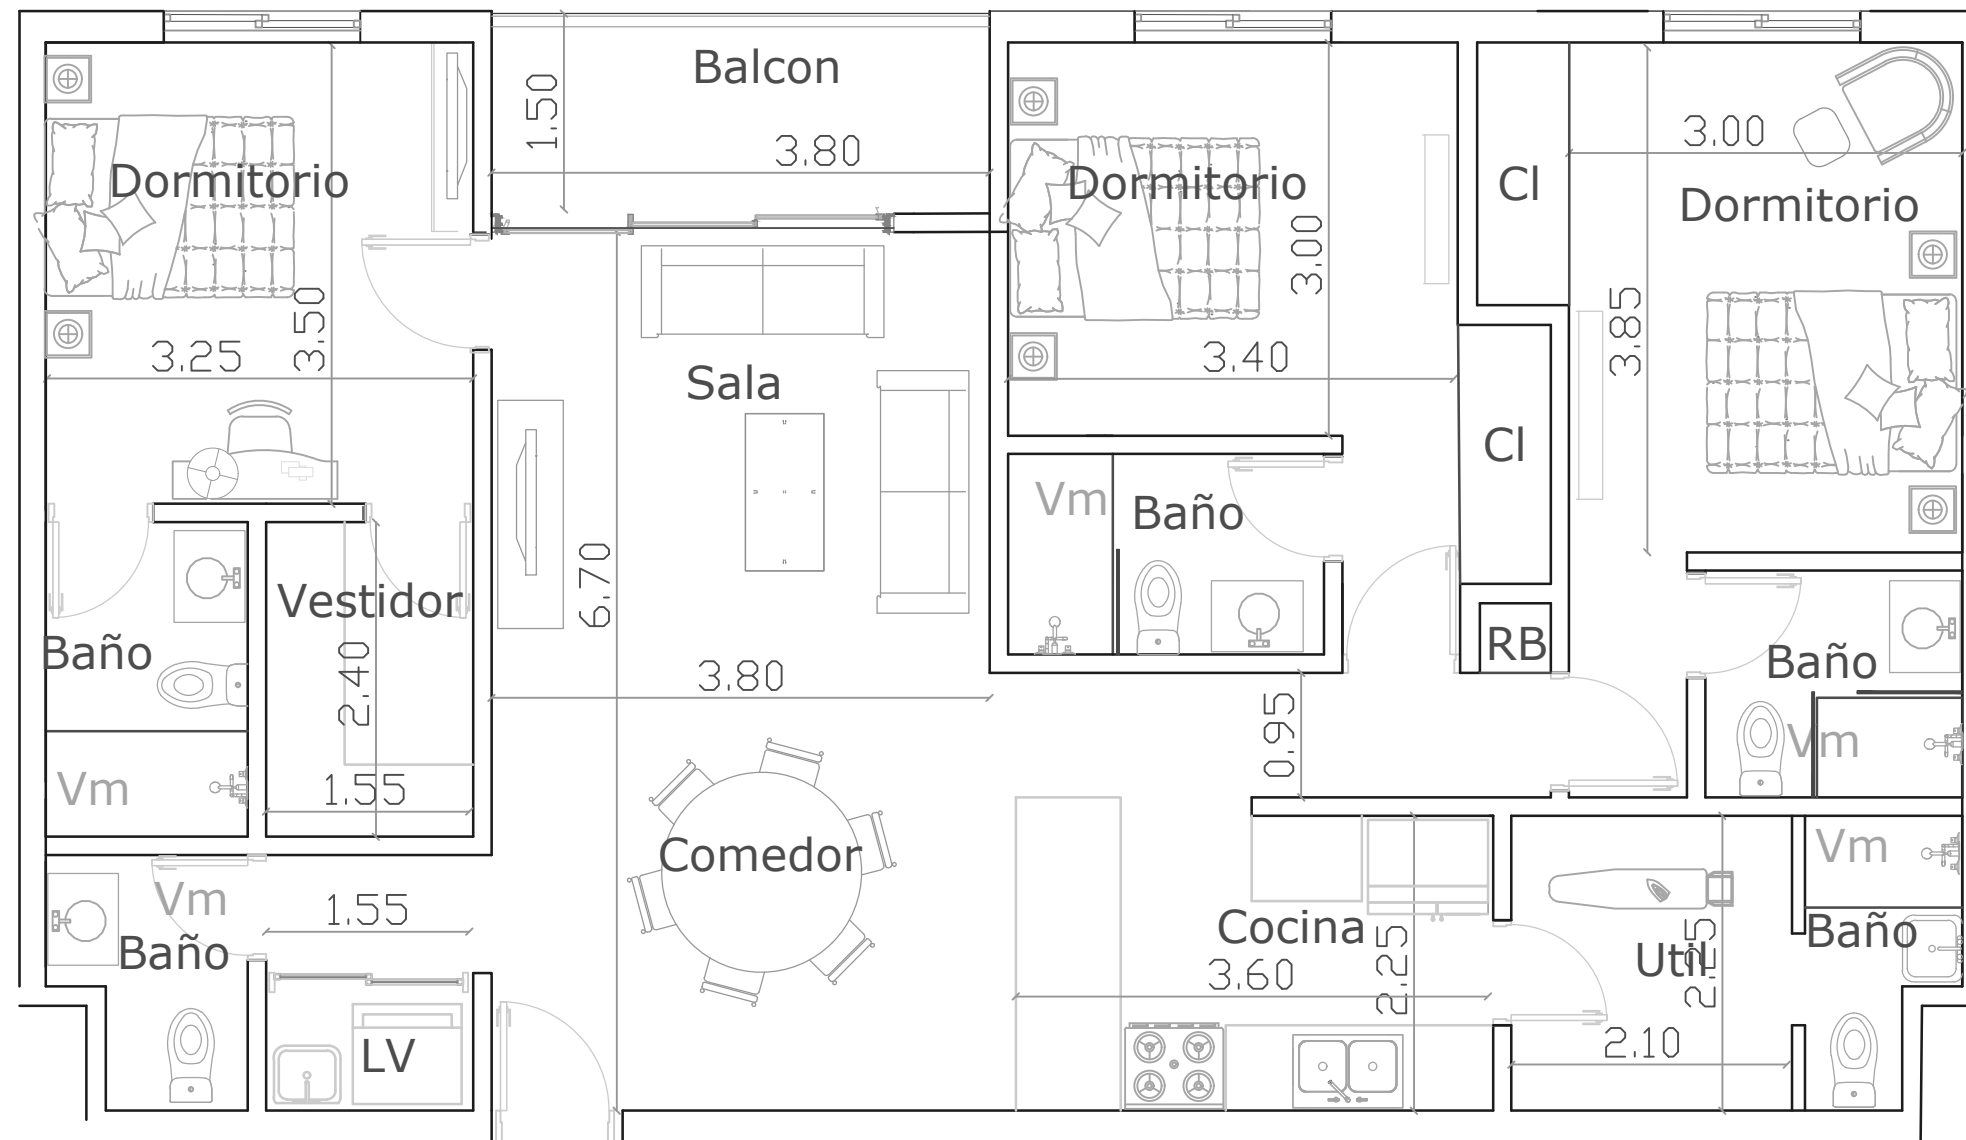 Balcon
1.50
3.80
Dormitorio
3.50
3.25
Dormitorio
3.00
3.40
Cl
3.00
Dormitorio
3.85
Sala
Cl
Vm
Baño
6.70
Vestidor
Baño
2.40
RB
Baño
3.80
0.95
Vm
Vm
1.55
Comedor
Vm
Vm
1.55
Baño
Cocina
2.25
3.60
Util
2.25
Baño
LV
2.10